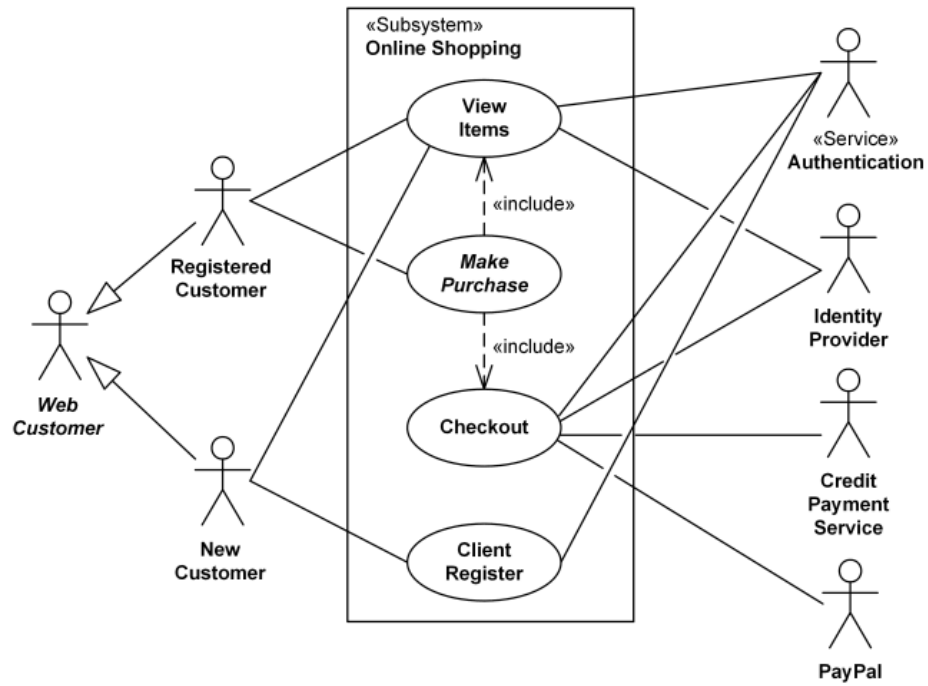 «Subsystem»
Online Shopping
View
Items
«include»
Make
Purchase
«include»
Checkout
Client
Register
Registered
Customer
Web
Customer
New
Customer
«Service»
Authentication
Identity
Provider
Credit
Payment
Service
PayPal